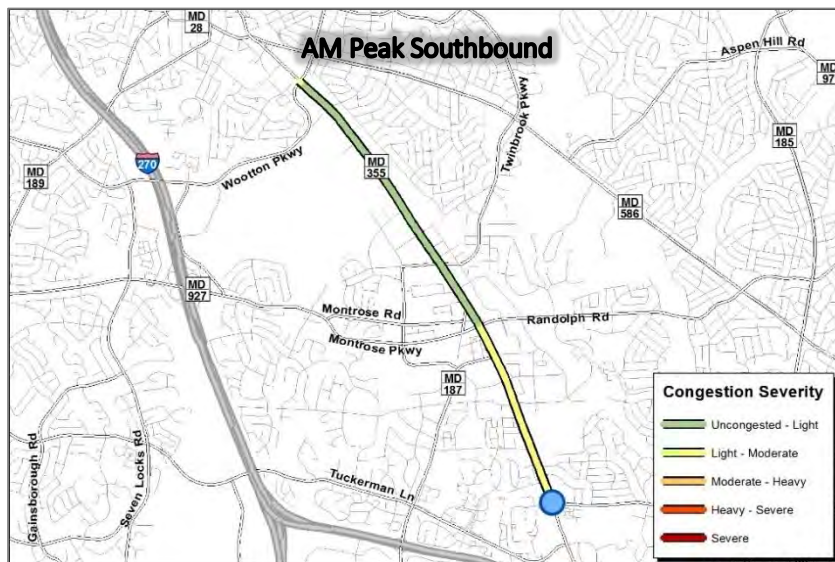 AM Peak Southbound
MD
28
Aspen Hill Rd
MD
97
Twinbrook Pkwy
MD
185
270
MD
189
Wootton Pkwy
MD
355
MD
586
MD
927
Montrose Rd
Randolph Rd
Montrose Pkwy
MD
187
Gainsborough Rd
Seven Locks Rd
Tuckerman Ln
Congestion Severity
Uncongested - Light
Light - Moderate
Moderate - Heavy
Heavy - Severe
Severe